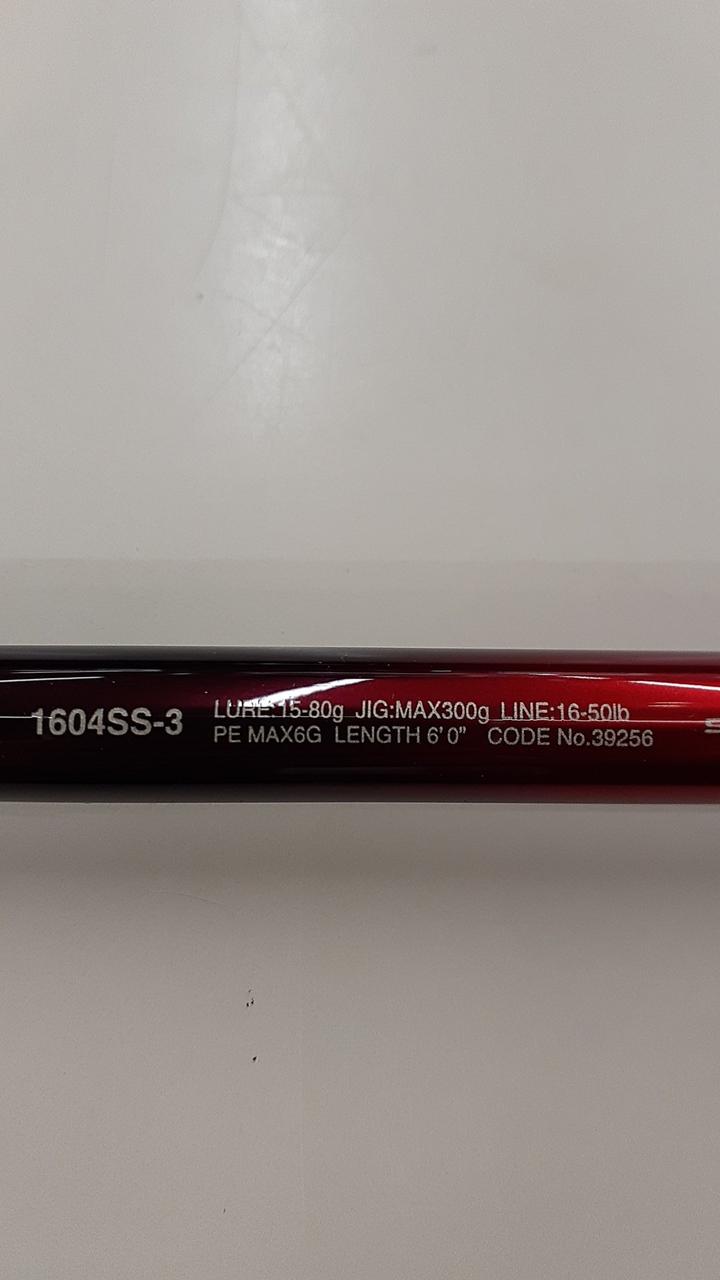 1604SS-3
LURE:15-80g JIG:MAX300g LINE:16-50lb
PE MAX6G LENGTH 6'0" CODE No.39256